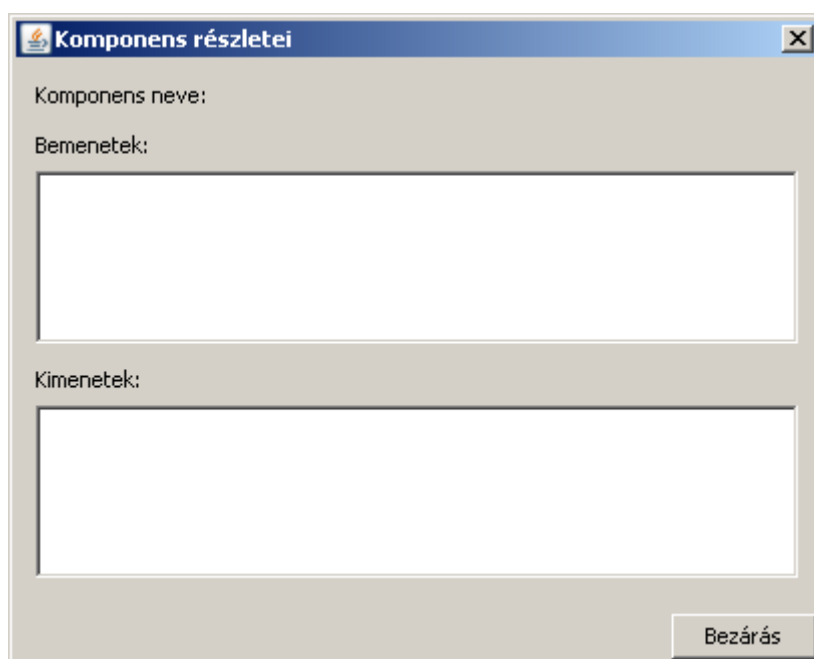 Komponens részletei
Komponens neve:
Bemenetek:
Kimenetek:
Bezárás